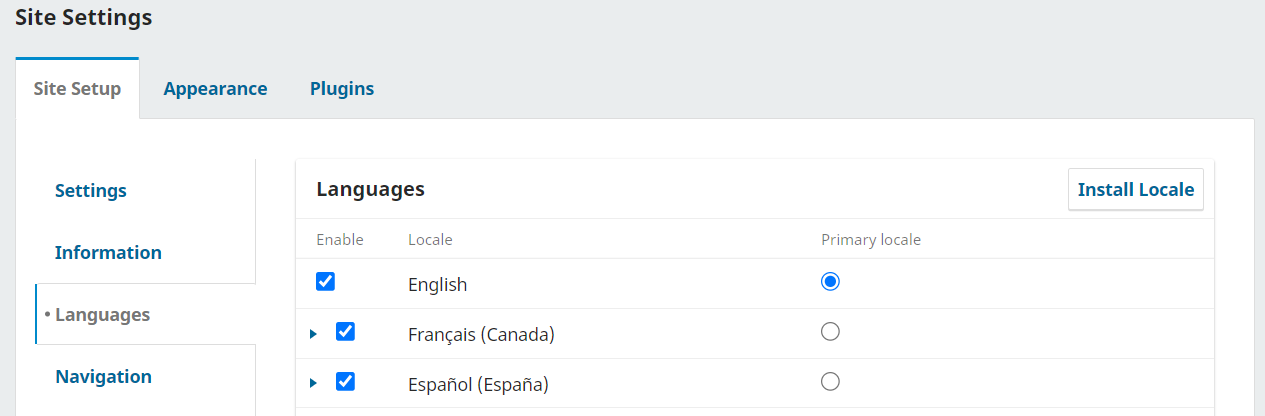 Site Settings
Site Setup Appearance Plugins
Settings
Information
• Languages
Navigation
Languages Install Locale
Enable Locale Primary locale
English
Français (Canada)
Español (España)